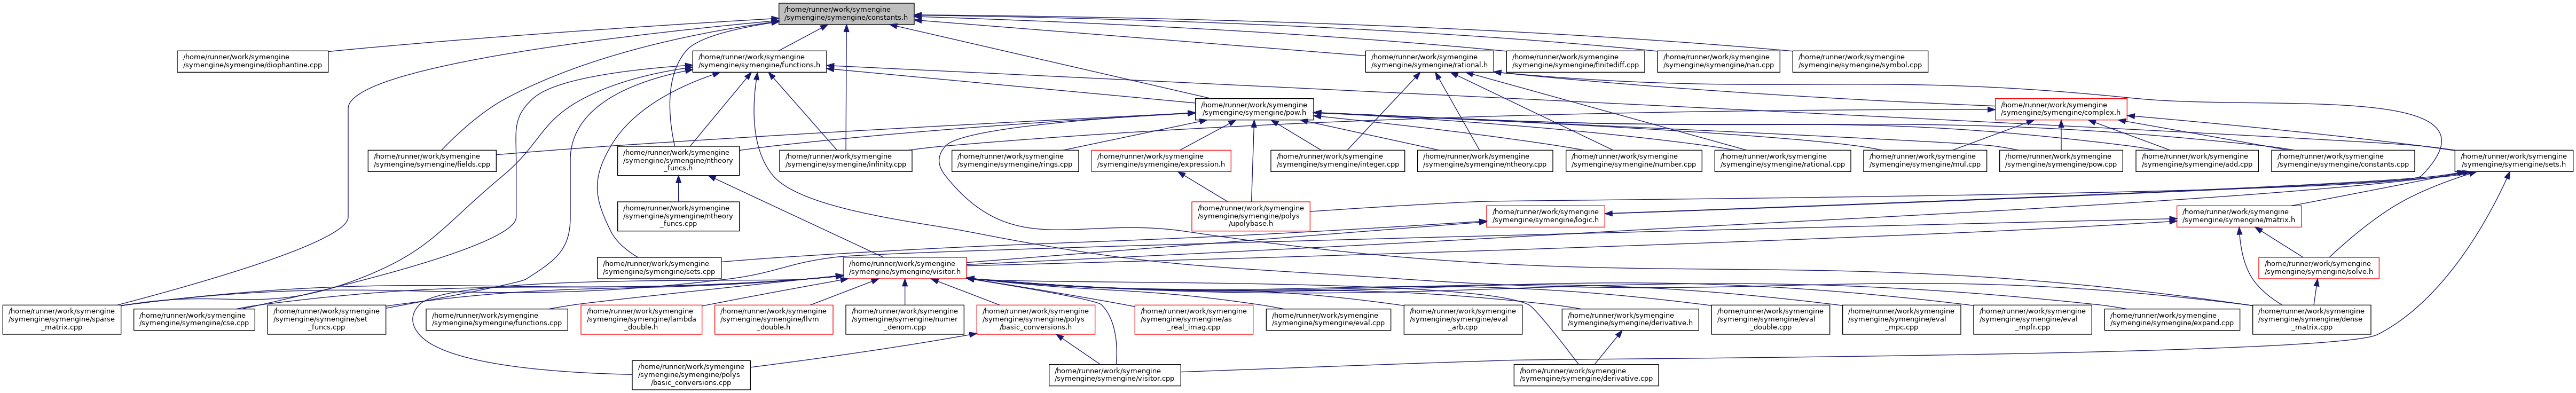 /home/runner/work/symengine
/symengine/symengine/constants.h
/home/runner/work/symengine
/symengine/symengine/diophantine.cpp
/home/runner/work/symengine
/symengine/symengine/functions.h
/home/runner/work/symengine
/symengine/symengine/rational.h
/home/runner/work/symengine
/symengine/symengine/finitediff.cpp
/home/runner/work/symengine
/symengine/symengine/nan.cpp
/home/runner/work/symengine
/symengine/symengine/symbol.cpp
/home/runner/work/symengine
/symengine/symengine/pow.h
/home/runner/work/symengine
/symengine/symengine/complex.h
/home/runner/work/symengine
/symengine/symengine/fields.cpp
/home/runner/work/symengine
/symengine/symengine/ntheory
_funcs.h
/home/runner/work/symengine
/symengine/symengine/infinity.cpp
/home/runner/work/symengine
/symengine/symengine/rings.cpp
/home/runner/work/symengine
/symengine/symengine/expression.h
/home/runner/work/symengine
/symengine/symengine/integer.cpp
/home/runner/work/symengine
/symengine/symengine/ntheory.cpp
/home/runner/work/symengine
/symengine/symengine/number.cpp
/home/runner/work/symengine
/symengine/symengine/rational.cpp
/home/runner/work/symengine
/symengine/symengine/mul.cpp
/home/runner/work/symengine
/symengine/symengine/pow.cpp
/home/runner/work/symengine
/symengine/symengine/add.cpp
/home/runner/work/symengine
/symengine/symengine/constants.cpp
/home/runner/work/symengine
/symengine/symengine/sets.h
/home/runner/work/symengine
/symengine/symengine/ntheory
_funcs.cpp
/home/runner/work/symengine
/symengine/symengine/polys
/upolybase.h
/home/runner/work/symengine
/symengine/symengine/logic.h
/home/runner/work/symengine
/symengine/symengine/matrix.h
/home/runner/work/symengine
/symengine/symengine/sets.cpp
/home/runner/work/symengine
/symengine/symengine/visitor.h
/home/runner/work/symengine
/symengine/symengine/solve.h
/home/runner/work/symengine
/symengine/symengine/sparse
_matrix.cpp
/home/runner/work/symengine
/symengine/symengine/cse.cpp
/home/runner/work/symengine
/symengine/symengine/set
_funcs.cpp
/home/runner/work/symengine
/symengine/symengine/functions.cpp
/home/runner/work/symengine
/symengine/symengine/lambda
_double.h
/home/runner/work/symengine
/symengine/symengine/llvm
_double.h
/home/runner/work/symengine
/symengine/symengine/numer
_denom.cpp
/home/runner/work/symengine
/symengine/symengine/polys
/basic_conversions.h
/home/runner/work/symengine
/symengine/symengine/as
_real_imag.cpp
/home/runner/work/symengine
/symengine/symengine/eval.cpp
/home/runner/work/symengine
/symengine/symengine/eval
_arb.cpp
/home/runner/work/symengine
/symengine/symengine/derivative.h
/home/runner/work/symengine
/symengine/symengine/eval
_double.cpp
/home/runner/work/symengine
/symengine/symengine/eval
_mpc.cpp
/home/runner/work/symengine
/symengine/symengine/eval
_mpfr.cpp
/home/runner/work/symengine
/symengine/symengine/expand.cpp
/home/runner/work/symengine
/symengine/symengine/dense
_matrix.cpp
/home/runner/work/symengine
/symengine/symengine/polys
/basic_conversions.cpp
/home/runner/work/symengine
/symengine/symengine/visitor.cpp
/home/runner/work/symengine
/symengine/symengine/derivative.cpp